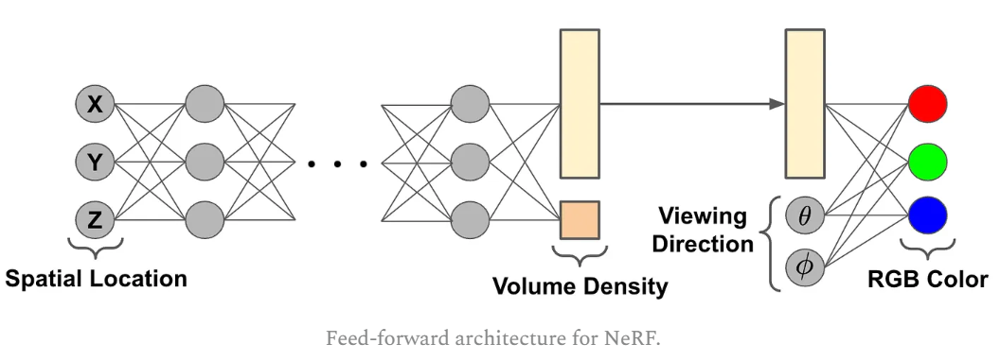 X
Y
Z
Spatial Location
Volume Density
Viewing
Direction
θ
ϕ
RGB Color
Feed-forward architecture for NeRF.